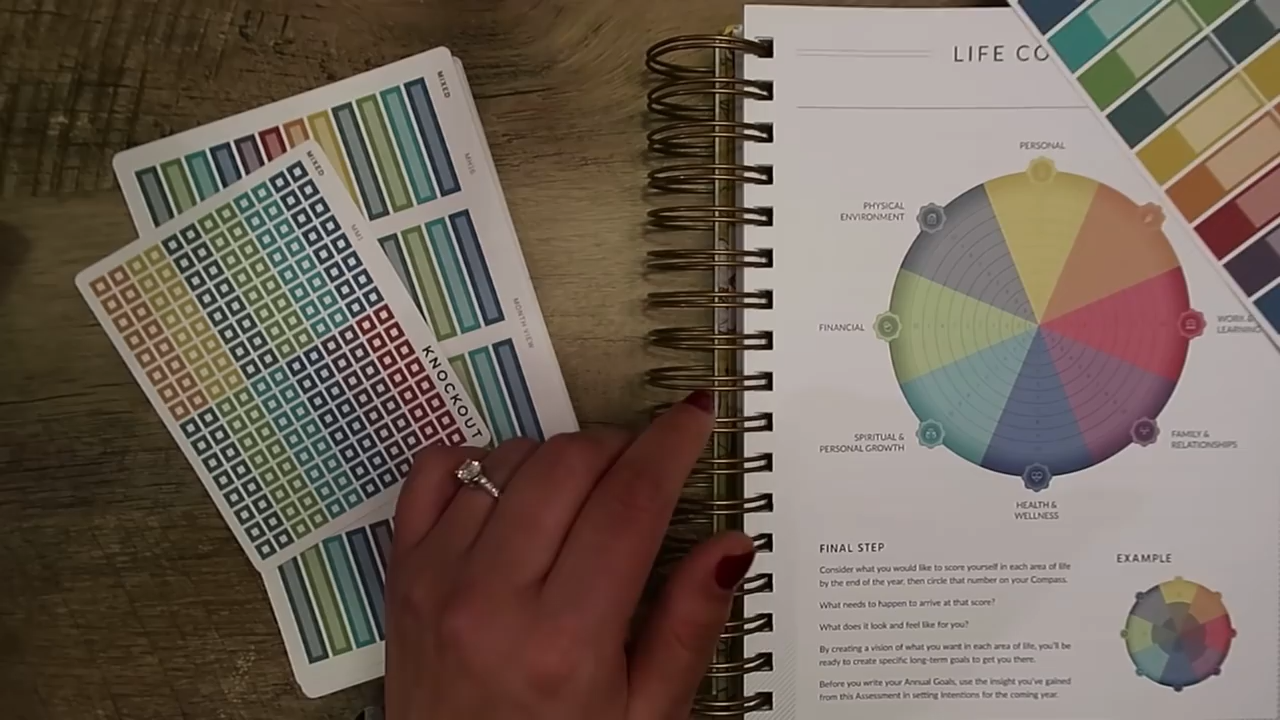 MIXED
MIXED
MONTH VIEW
KNOCKOUT
LIFE CO
PERSONAL
PHYSICAL
ENVIRONMENT
FINANCIAL
WORK &
LEARNING
SPIRITUAL &
PERSONAL GROWTH
FAMILY &
RELATIONSHIPS
HEALTH &
WELLNESS
FINAL STEP
Consider what you would like to score yourself in each area of life
by the end of the year, then circle that number on your Compass.
What needs to happen to arrive at that score?
What does it look and feel like for you?
By creating a vision of what you want in each area of life, you'll be
ready to create specific long-term goals to get you there.
Before you write your Annual Goals, use the insight you've gained
from this Assessment in setting intentions for the coming year.
EXAMPLE